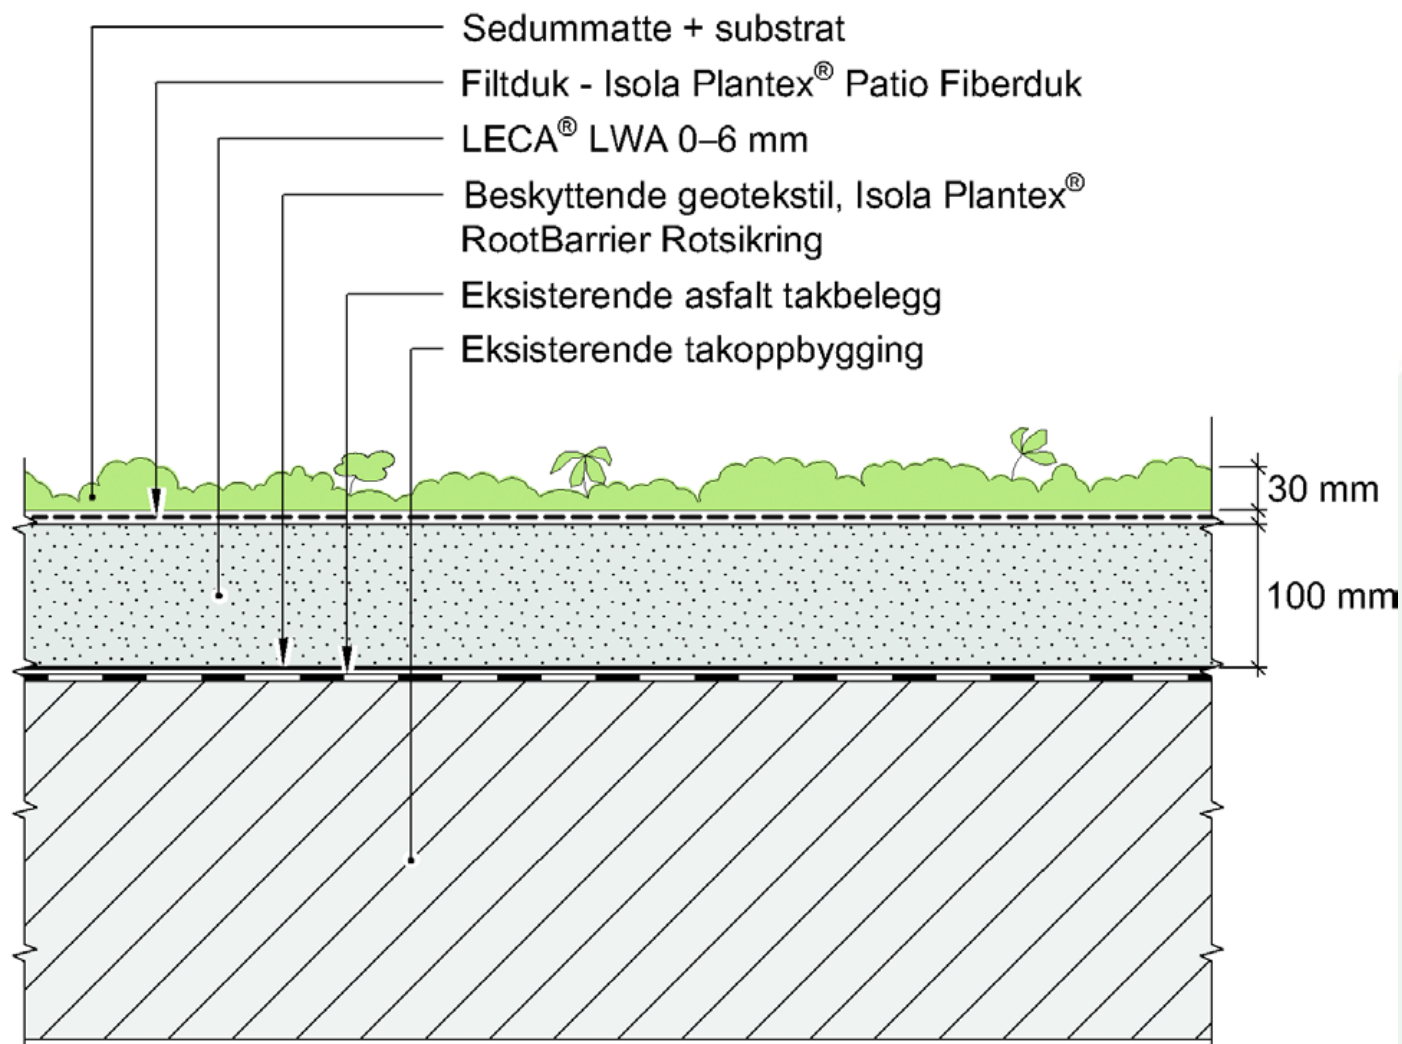 Sedummatte + substrat
Filtduk - Isola Plantex® Patio Fiberduk
LECA® LWA 0–6 mm
Beskyttende geotekstil, Isola Plantex®
RootBarrier Rotsikring
Eksisterende asfalt takbelegg
Eksisterende takoppbygging
30 mm
100 mm